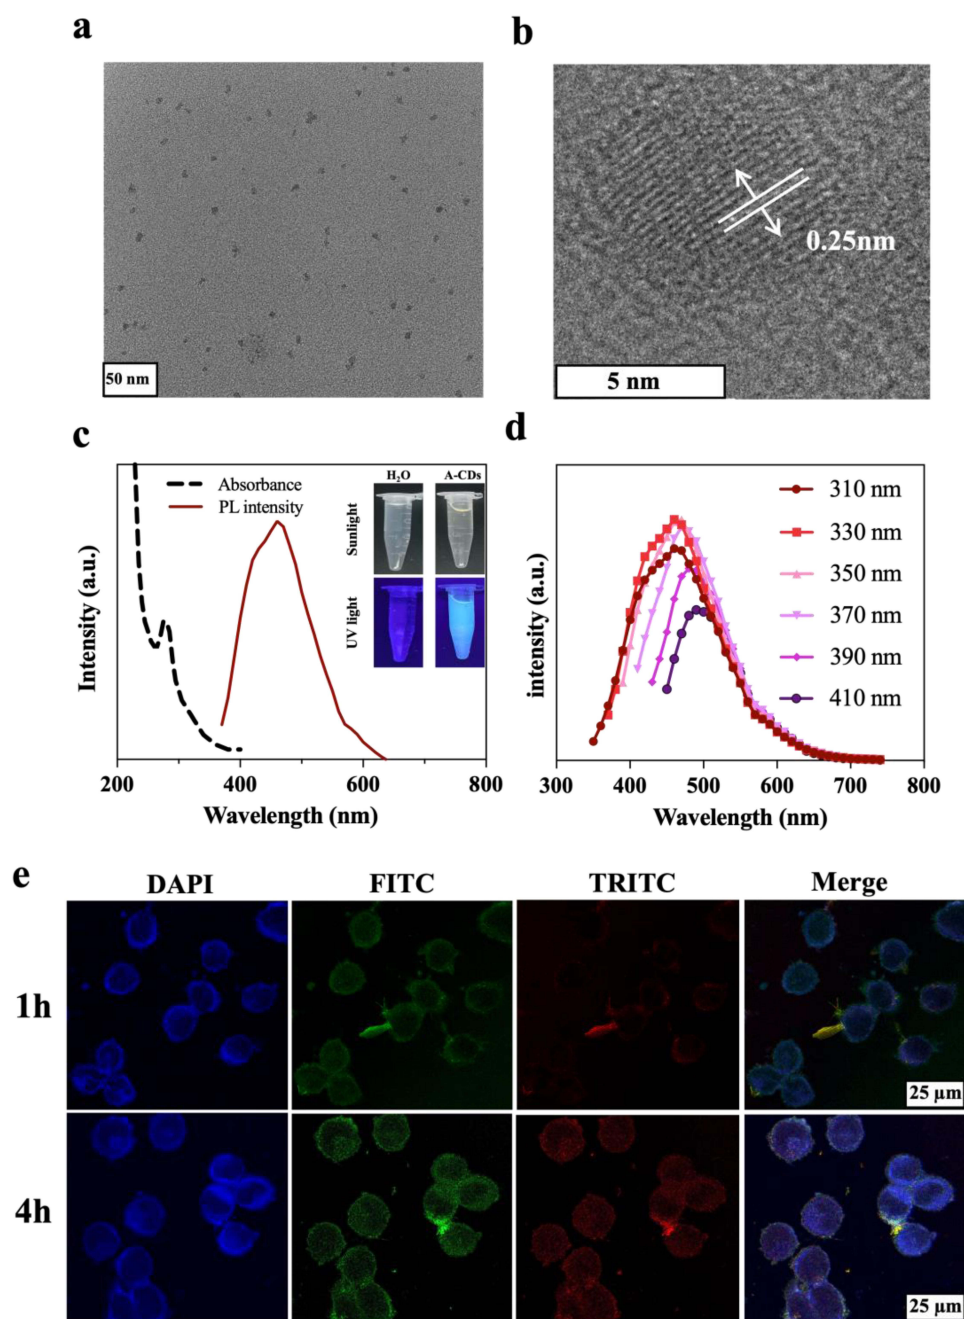 a
b
0.25nm
50 nm
5 nm
c
d
Absorbance
PL intensity
H₂O
A-CDs
Sunlight
UV light
Intensity (a.u.)
200
400
600
800
Wavelength (nm)
310 nm
330 nm
350 nm
370 nm
390 nm
410 nm
intensity (a.u.)
300
400
500
600
700
800
Wavelength (nm)
e
DAPI
FITC
TRITC
Merge
1h
25 µm
4h
25 µm